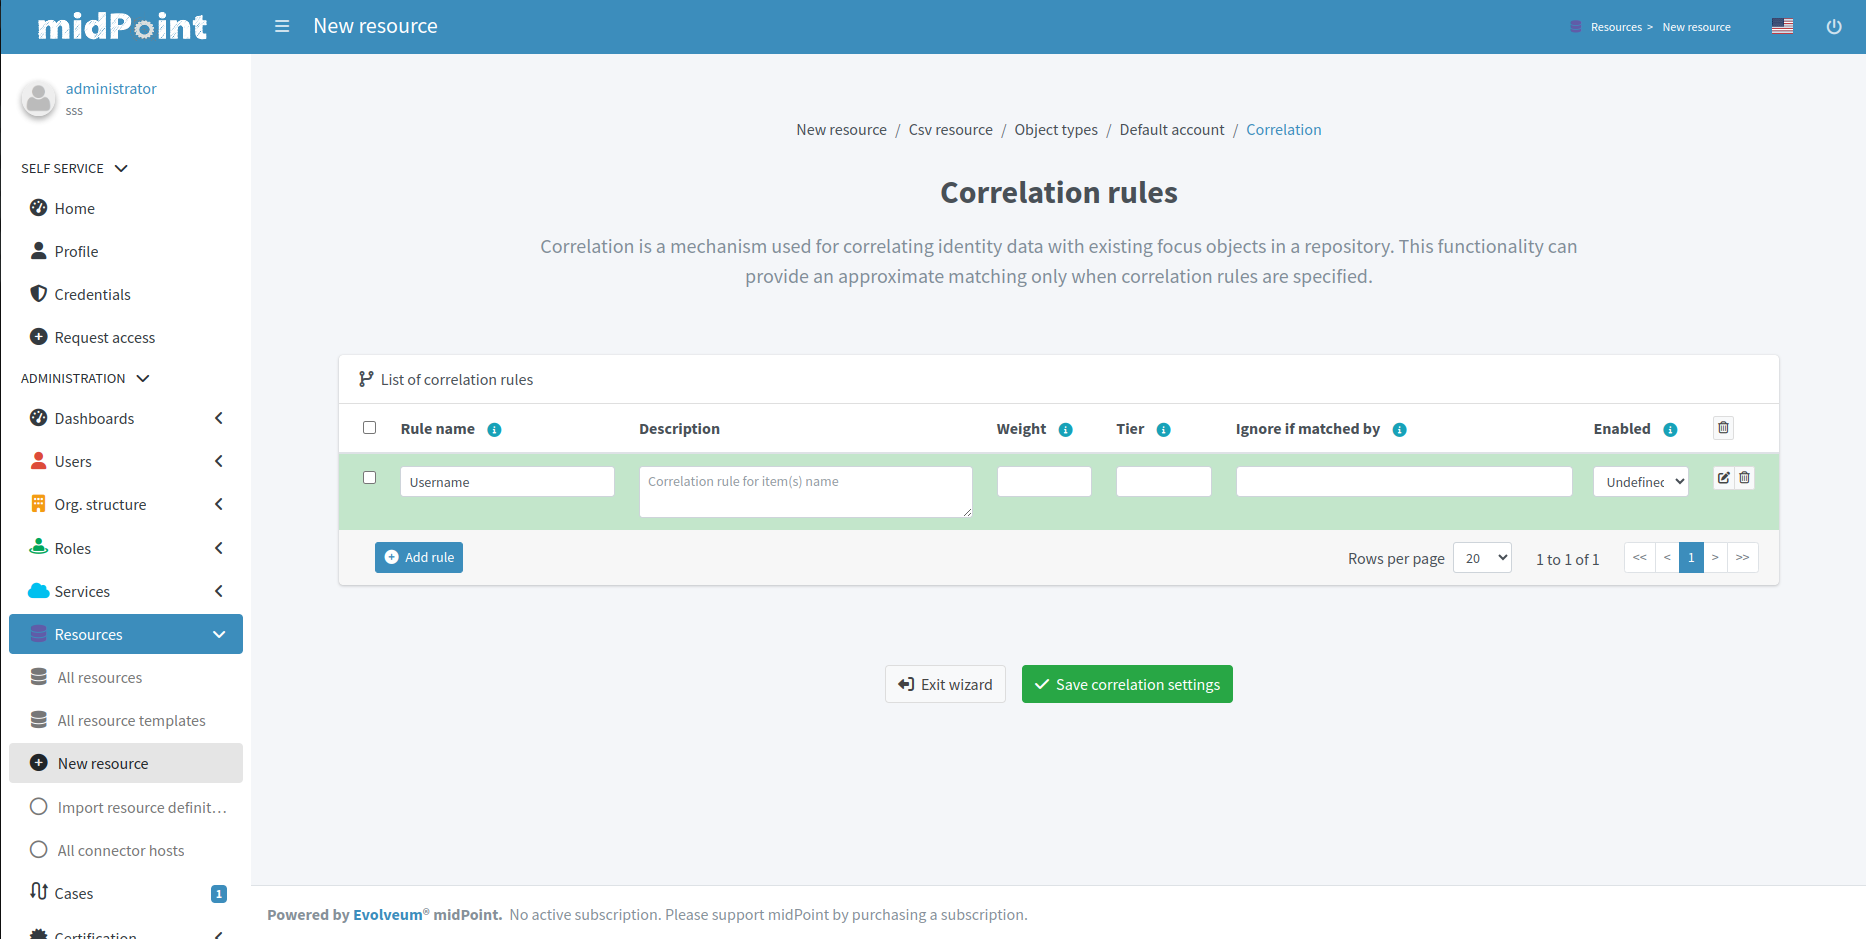 midPoint
New resource
Resources > New resource
administrator
sss
SELF SERVICE
Home
Profile
Credentials
Request access
ADMINISTRATION
Dashboards
Users
Org. structure
Roles
Services
Resources
All resources
All resource templates
New resource
Import resource definit...
All connector hosts
Cases 1
Certification
New resource / Csv resource / Object types / Default account / Correlation
Correlation rules
Correlation is a mechanism used for correlating identity data with existing focus objects in a repository. This functionality can
provide an approximate matching only when correlation rules are specified.
List of correlation rules
Rule name Description Weight Tier Ignore if matched by Enabled
Username Correlation rule for item(s) name Undefined
Add rule Rows per page 20 1 to 1 of 1 << < 1 > >>
Exit wizard Save correlation settings
Powered by Evolveum® midPoint. No active subscription. Please support midPoint by purchasing a subscription.